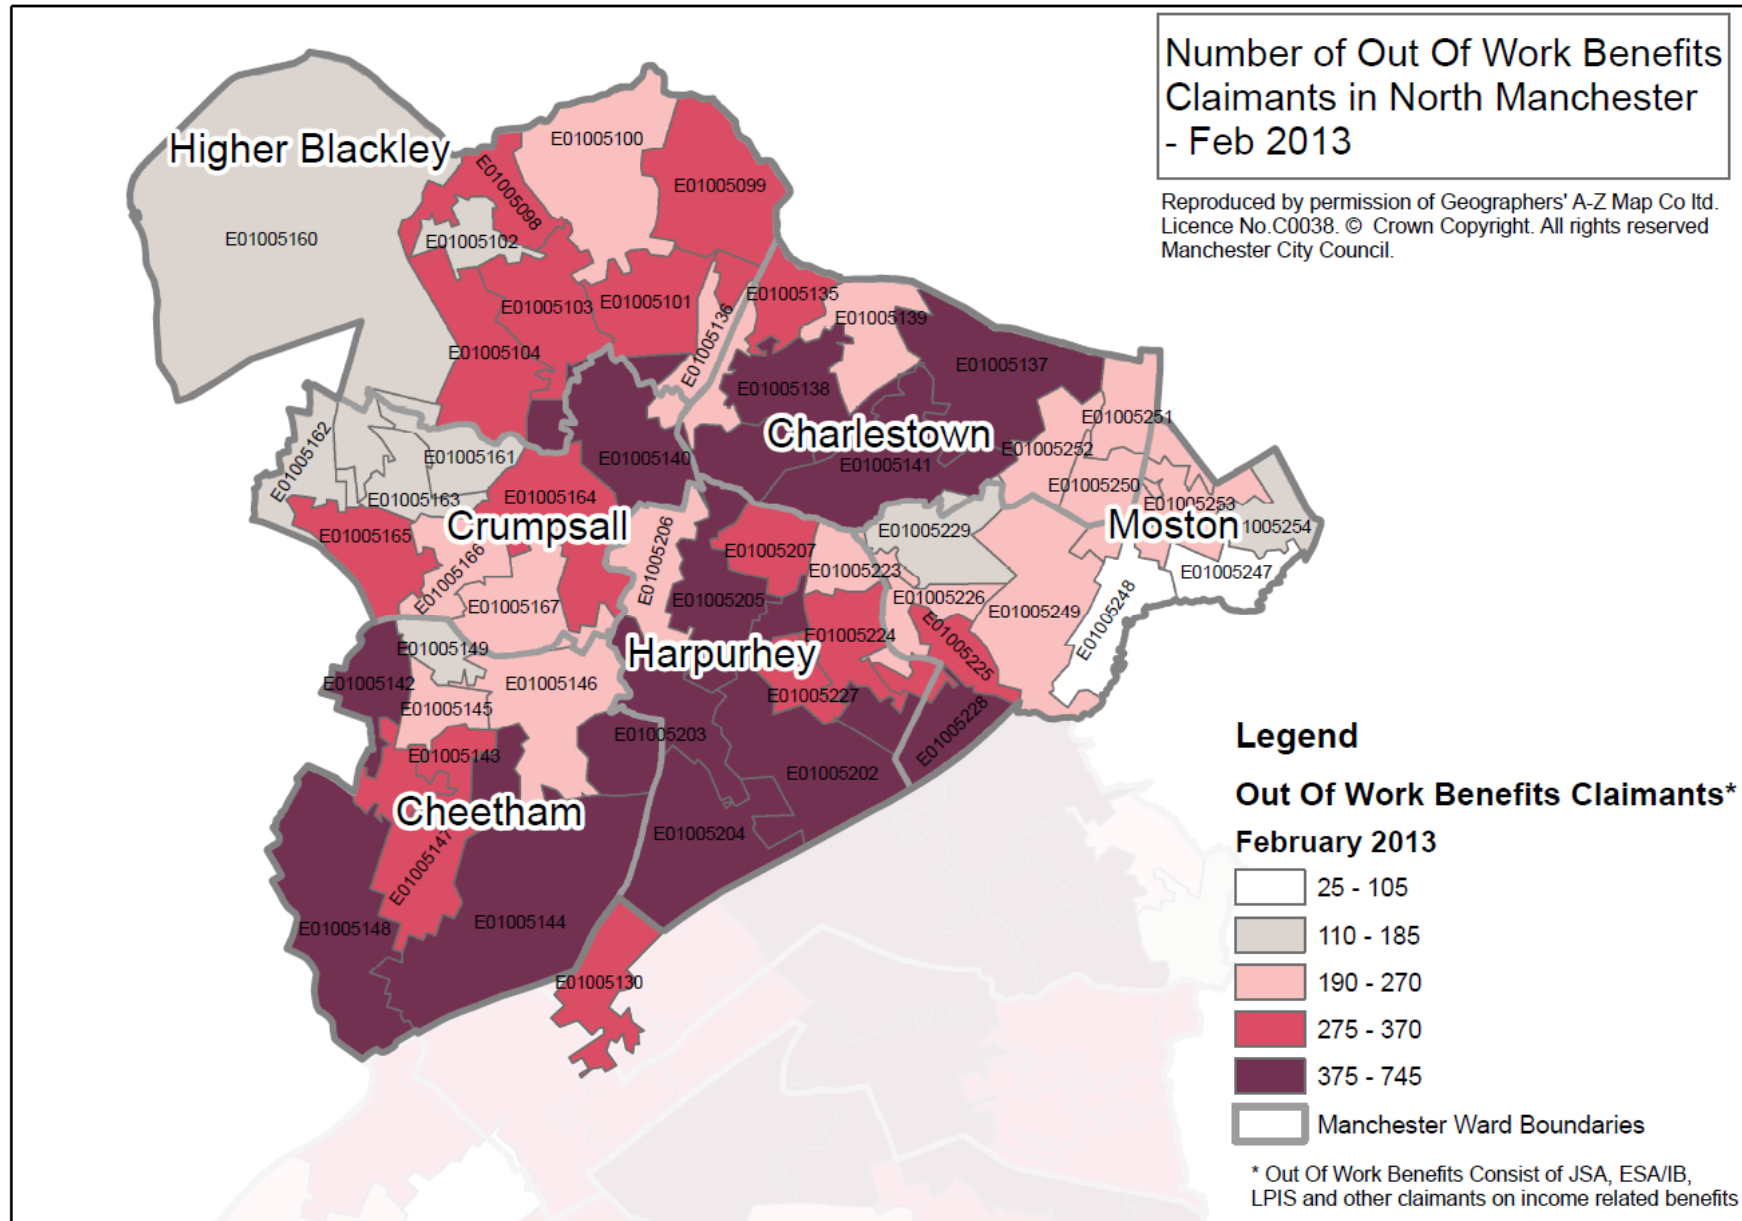 Number of Out Of Work Benefits
Claimants in North Manchester
- Feb 2013
Reproduced by permission of Geographers' A-Z Map Co ltd.
Licence No.C0038. © Crown Copyright. All rights reserved
Manchester City Council.
Higher Blackley
E01005100
E01005098
E01005099
E01005160
E01005102
E01005103
E01005101
E01005136
E01005135
E01005139
E01005104
E01005138
E01005137
Charlestown
E01005251
E01005162
E01005161
E01005140
E01005141
E01005252
E01005163
E01005164
E01005250
E01005253
Crumpsall
Moston
E01005165
E01005206
E01005229
1005254
E01005207
E01005166
E01005223
E01005247
E01005167
E01005205
E01005226
E01005249
E01005248
E01005149
E01005224
E01005225
Harpurhey
E01005142
E01005146
E01005145
E01005227
E01005228
E01005143
E01005203
E01005202
Cheetham
E01005204
E01005147
E01005148
E01005144
E01005130
Legend
Out Of Work Benefits Claimants*
February 2013
25 - 105
110 - 185
190 - 270
275 - 370
375 - 745
Manchester Ward Boundaries
* Out Of Work Benefits Consist of JSA, ESA/IB,
LPIS and other claimants on income related benefits